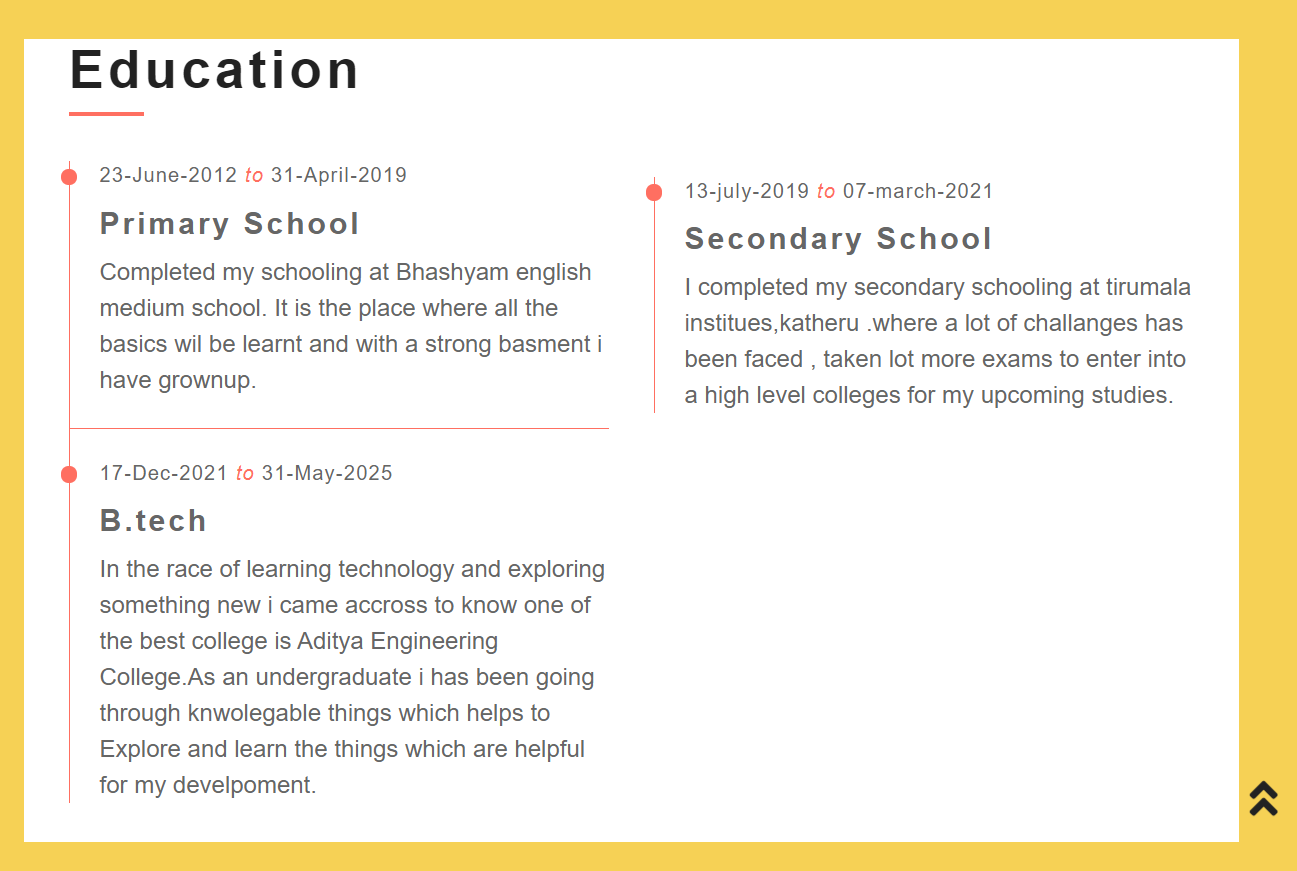 Education
23-June-2012 to 31-April-2019
Primary School
Completed my schooling at Bhashyam english
medium school. It is the place where all the
basics wil be learnt and with a strong basment i
have grownup.
13-july-2019 to 07-march-2021
Secondary School
I completed my secondary schooling at tirumala
institues,katheru .where a lot of challanges has
been faced , taken lot more exams to enter into
a high level colleges for my upcoming studies.
17-Dec-2021 to 31-May-2025
B.tech
In the race of learning technology and exploring
something new i came accross to know one of
the best college is Aditya Engineering
College.As an undergraduate i has been going
through knwolegable things which helps to
Explore and learn the things which are helpful
for my develpoment.